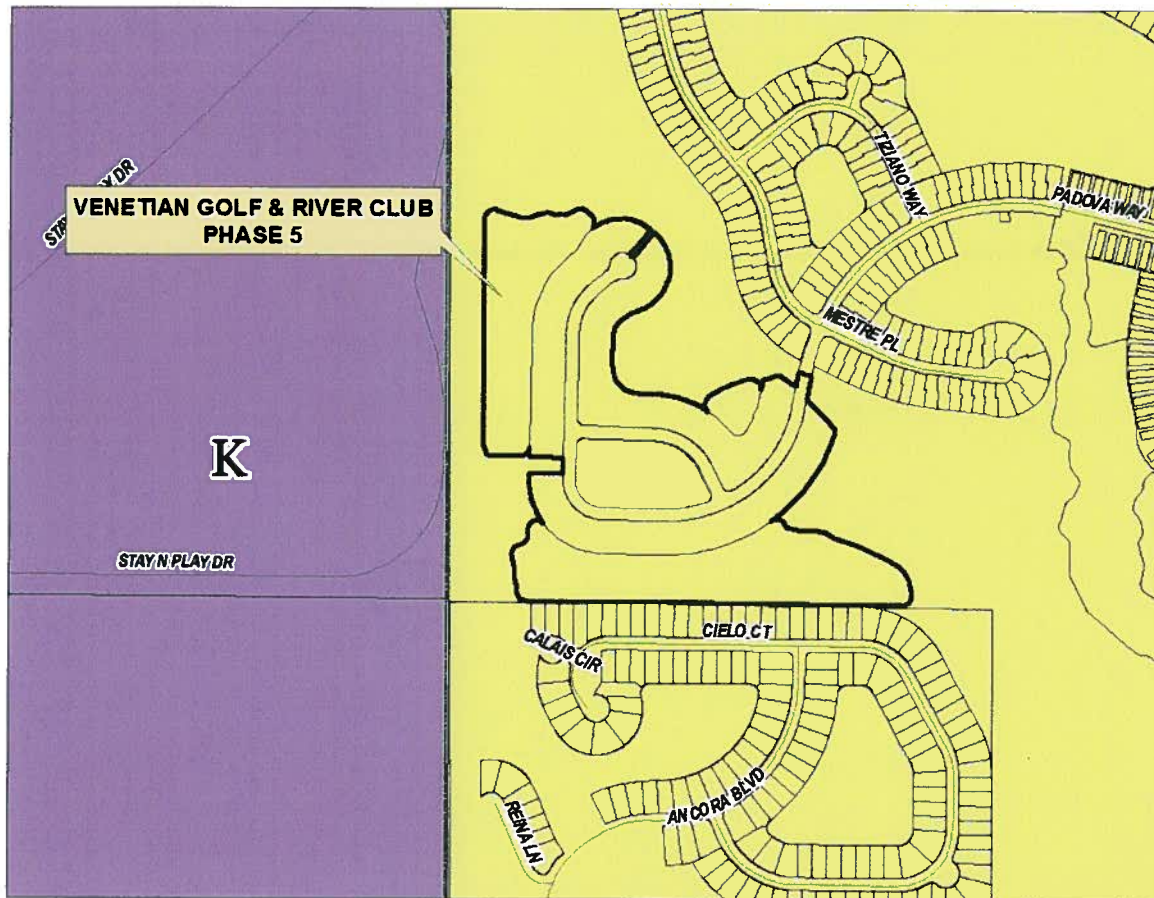 TIZIANO WAY
PADOVA WAY
VENETIAN GOLF & RIVER CLUB
PHASE 5
MESTRE PL
K
STAY N PLAY DR
CIELO CT
CALAIS CIR
ANCORA BLVD
REINA LN